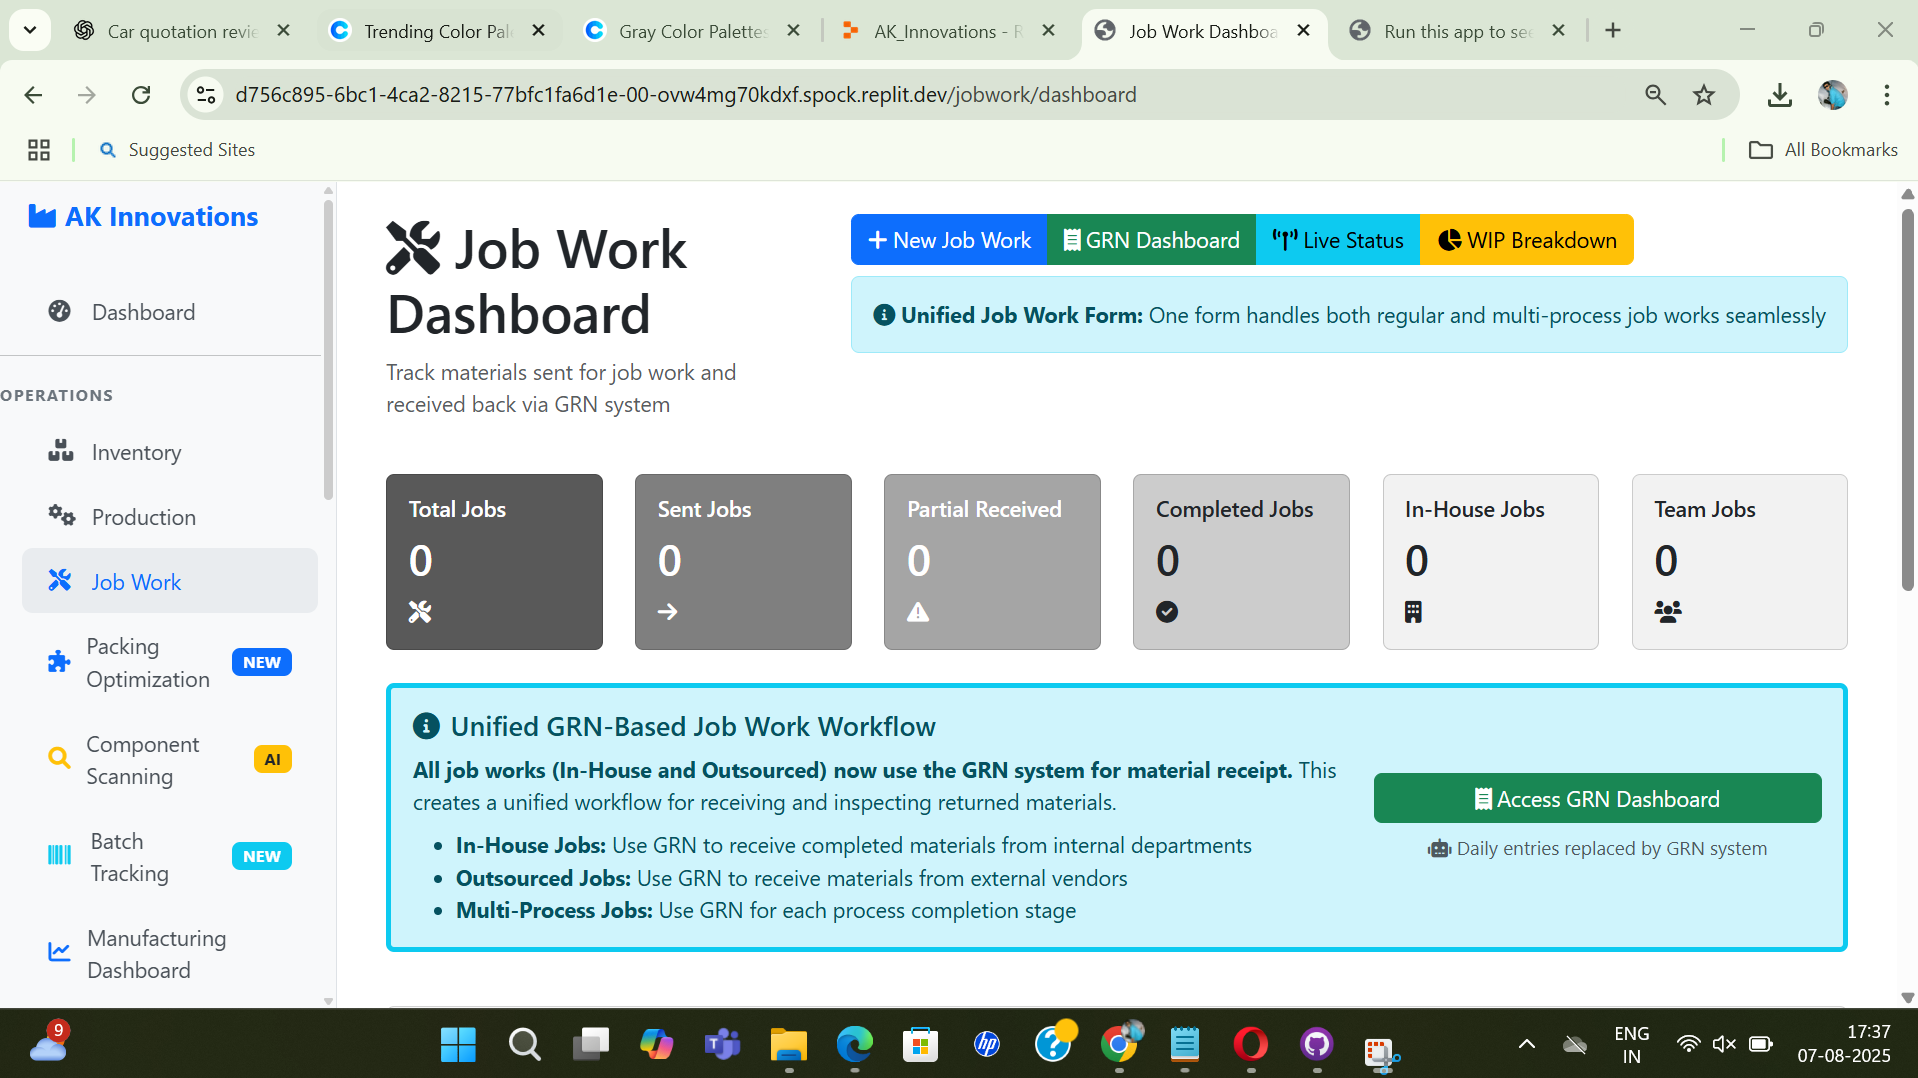 Car quotation revie
Trending Color Pal
Gray Color Palettes
AK_Innovations - R
Job Work Dashboa
Run this app to see
d756c895-6bc1-4ca2-8215-77bfc1fa6d1e-00-ovw4mg70kdxf.spock.replit.dev/jobwork/dashboard
Suggested Sites
All Bookmarks
AK Innovations
Dashboard
OPERATIONS
Inventory
Production
Job Work
Packing
Optimization
NEW
Component
Scanning
AI
Batch
Tracking
NEW
Manufacturing
Dashboard
Job Work
Dashboard
Track materials sent for job work and
received back via GRN system
New Job Work
GRN Dashboard
Live Status
WIP Breakdown
Unified Job Work Form: One form handles both regular and multi-process job works seamlessly
Total Jobs
0
Sent Jobs
0
Partial Received
0
Completed Jobs
0
In-House Jobs
0
Team Jobs
0
Unified GRN-Based Job Work Workflow
All job works (In-House and Outsourced) now use the GRN system for material receipt. This
creates a unified workflow for receiving and inspecting returned materials.
• In-House Jobs: Use GRN to receive completed materials from internal departments
• Outsourced Jobs: Use GRN to receive materials from external vendors
• Multi-Process Jobs: Use GRN for each process completion stage
Access GRN Dashboard
Daily entries replaced by GRN system
9
hp
ENG
IN
17:37
07-08-2025